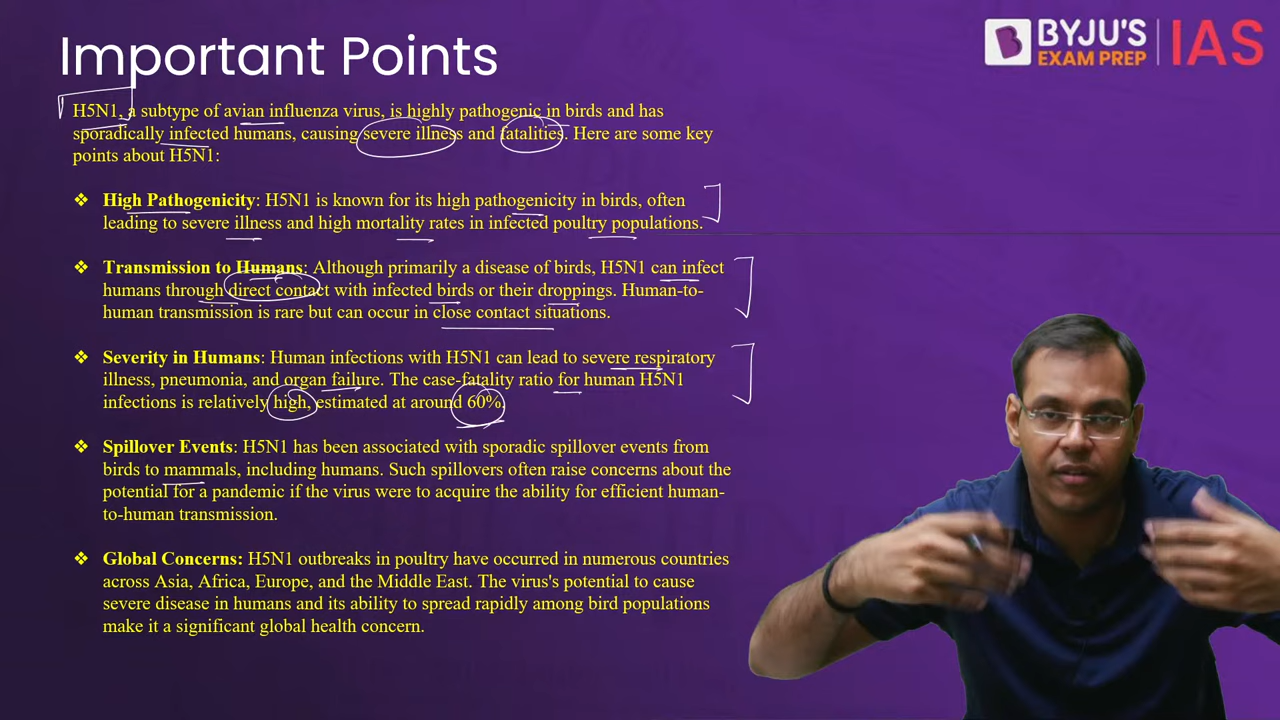 Important Points
BYJU'S
EXAM PREP
IAS
H5N1, a subtype of avian influenza virus, is highly pathogenic in birds and has
sporadically infected humans, causing severe illness and fatalities. Here are some key
points about H5N1:
❖ High Pathogenicity: H5N1 is known for its high pathogenicity in birds, often
leading to severe illness and high mortality rates in infected poultry populations.
❖ Transmission to Humans: Although primarily a disease of birds, H5N1 can infect
humans through direct contact with infected birds or their droppings. Human-to-
human transmission is rare but can occur in close contact situations.
❖ Severity in Humans: Human infections with H5N1 can lead to severe respiratory
illness, pneumonia, and organ failure. The case-fatality ratio for human H5N1
infections is relatively high, estimated at around 60%.
❖ Spillover Events: H5N1 has been associated with sporadic spillover events from
birds to mammals, including humans. Such spillovers often raise concerns about the
potential for a pandemic if the virus were to acquire the ability for efficient human-
to-human transmission.
❖ Global Concerns: H5N1 outbreaks in poultry have occurred in numerous countries
across Asia, Africa, Europe, and the Middle East. The virus's potential to cause
severe disease in humans and its ability to spread rapidly among bird populations
make it a significant global health concern.